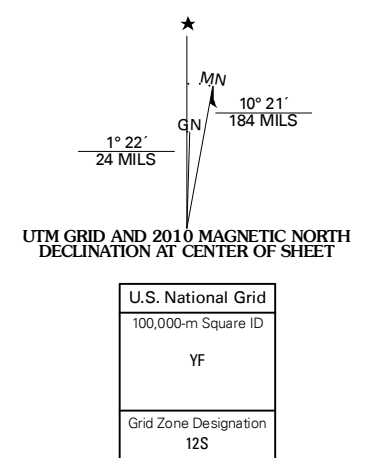 ★
MN
10° 21´
184 MILS
GN
1° 22´
24 MILS
UTM GRID AND 2010 MAGNETIC NORTH
DECLINATION AT CENTER OF SHEET
U.S. National Grid
100,000-m Square ID
YF
Grid Zone Designation
12S